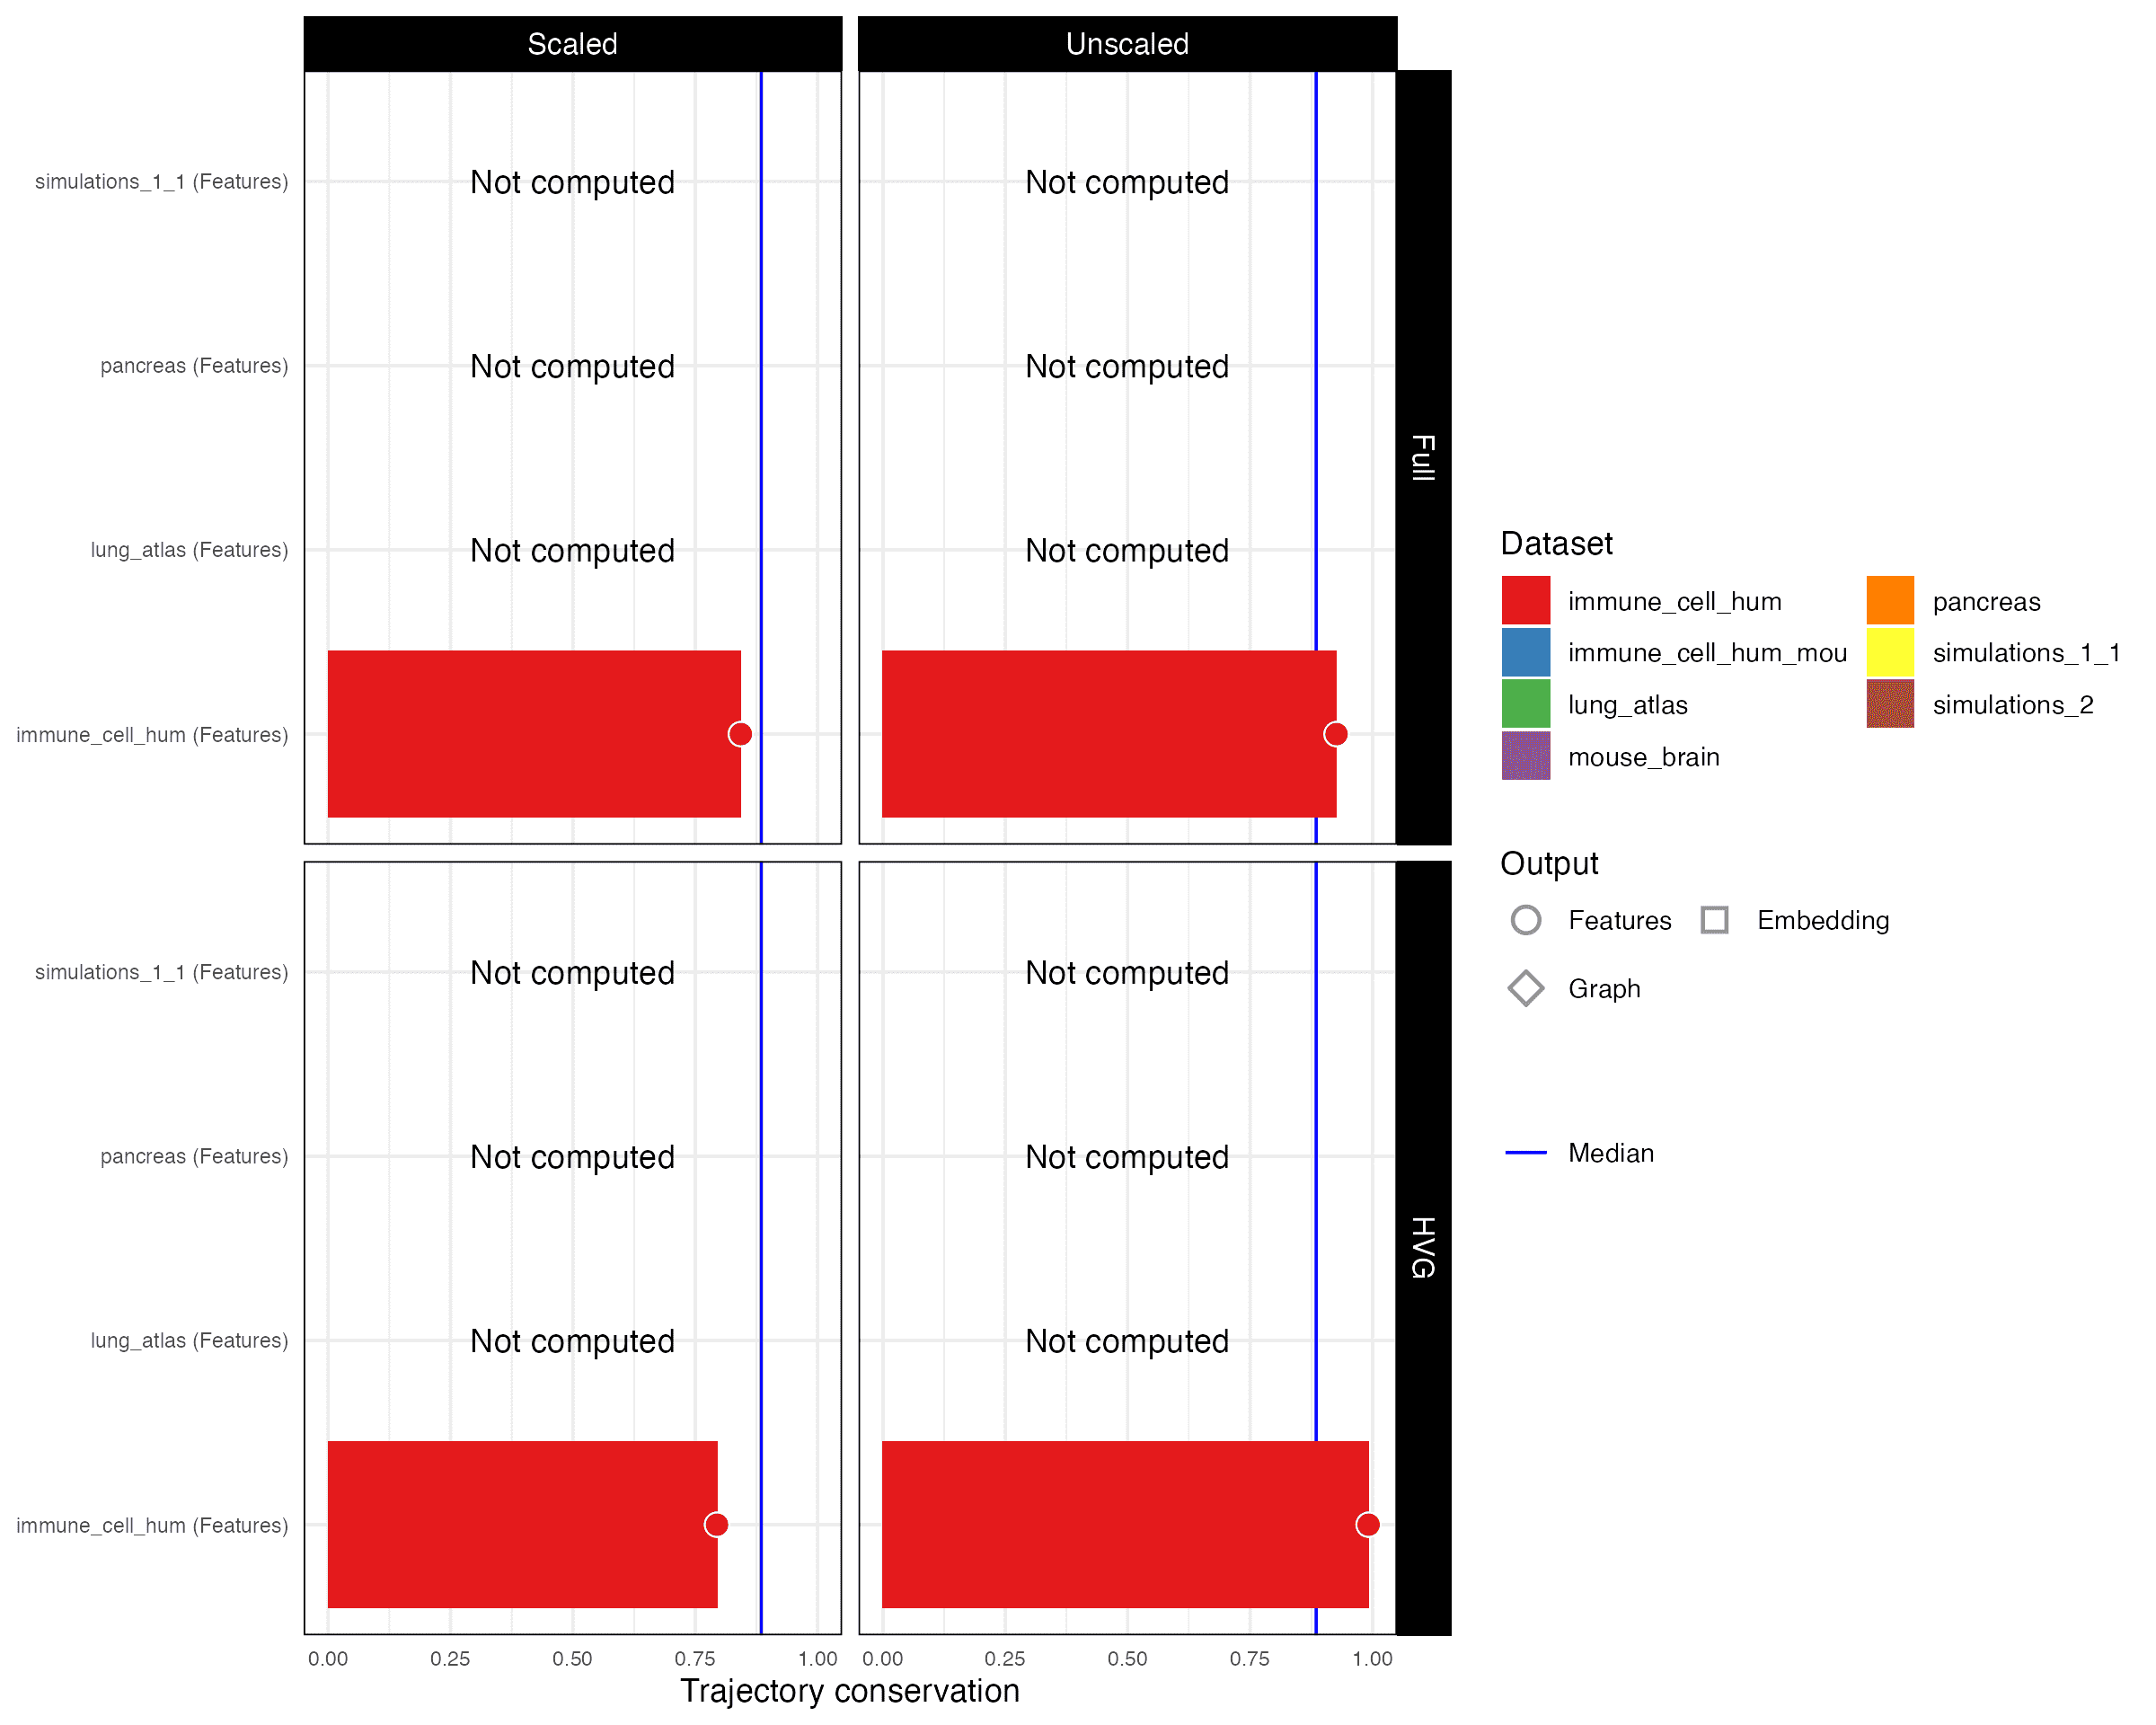 Scaled
Unscaled
simulations_1_1 (Features)
Not computed
Not computed
pancreas (Features)
Not computed
Not computed
lung_atlas (Features)
Not computed
Not computed
immune_cell_hum (Features)
Full
simulations_1_1 (Features)
Not computed
Not computed
pancreas (Features)
Not computed
Not computed
lung_atlas (Features)
Not computed
Not computed
immune_cell_hum (Features)
HVG
0.00 0.25 0.50 0.75 1.00
0.00 0.25 0.50 0.75 1.00
Trajectory conservation
Dataset
immune_cell_hum
immune_cell_hum_mou
lung_atlas
mouse_brain
pancreas
simulations_1_1
simulations_2
Output
Features
Embedding
Graph
Median